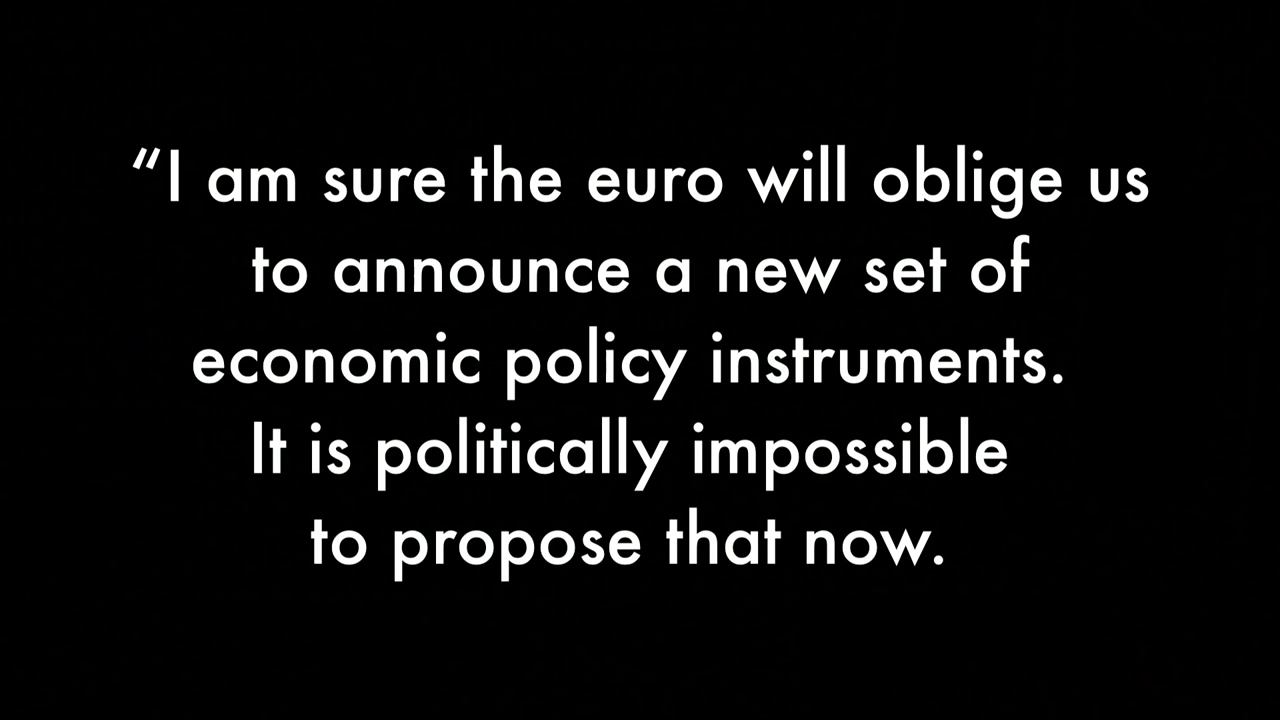 “I am sure the euro will oblige us
to announce a new set of
economic policy instruments.
It is politically impossible
to propose that now.